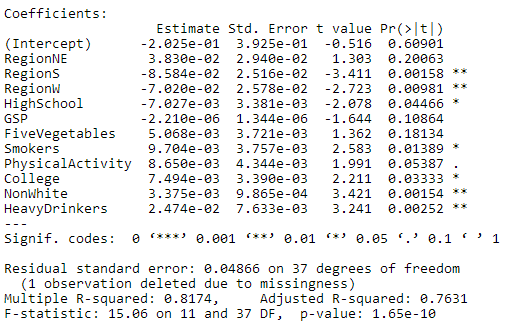 Coefficients:
                   Estimate Std. Error t value Pr(>|t|)
(Intercept)      -2.025e-01  3.925e-01  -0.516  0.60901
RegionNE          3.830e-02  2.940e-02   1.303  0.20063
RegionS          -8.584e-02  2.516e-02  -3.411  0.00158 **
RegionW          -7.020e-02  2.578e-02  -2.723  0.00981 **
HighSchool       -7.027e-03  3.381e-03  -2.078  0.04466 *
GSP              -2.210e-06  1.344e-06  -1.644  0.10864
FiveVegetables    5.068e-03  3.721e-03   1.362  0.18134
Smokers           9.704e-03  3.757e-03   2.583  0.01389 *
PhysicalActivity  8.650e-03  4.344e-03   1.991  0.05387 .
College           7.494e-03  3.390e-03   2.211  0.03333 *
NonWhite          3.375e-03  9.865e-04   3.421  0.00154 **
HeavyDrinkers     2.474e-02  7.633e-03   3.241  0.00252 **
---
Signif. codes:  0 ‘***’ 0.001 ‘**’ 0.01 ‘*’ 0.05 ‘.’ 0.1 ‘ ’ 1
Residual standard error: 0.04866 on 37 degrees of freedom
  (1 observation deleted due to missingness)
Multiple R-squared: 0.8174,     Adjusted R-squared: 0.7631
F-statistic: 15.06 on 11 and 37 DF,  p-value: 1.65e-10